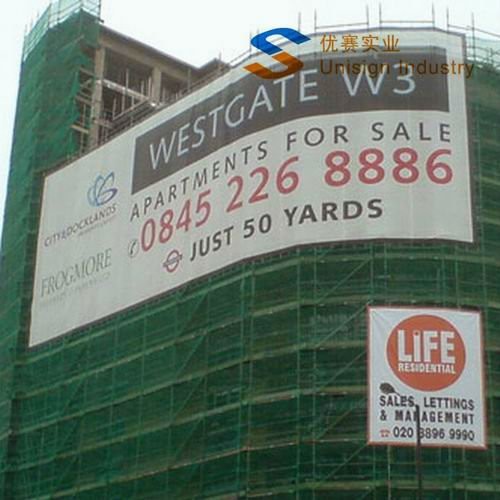 优赛实业
Unisign Industry
WESTGATE W3
APARTMENTS FOR SALE
0845 226 8886
JUST 50 YARDS
CITY&DOCKLANDS
FROGMORE
LiFE
RESIDENTIAL
SALES, LETTINGS
& MANAGEMENT
020 8896 9990